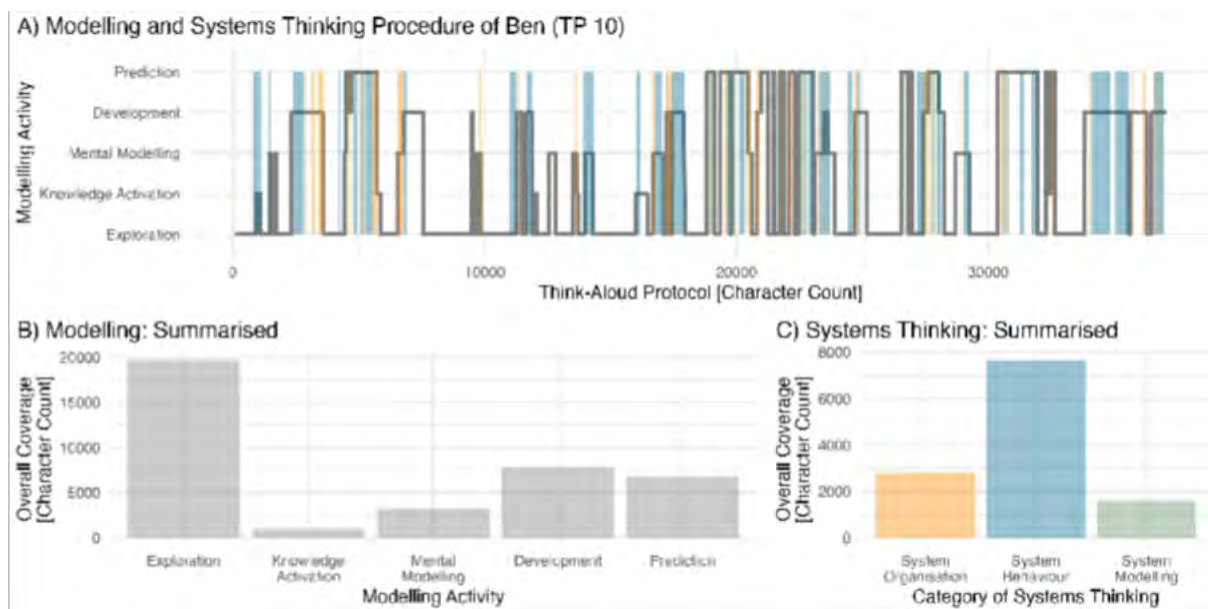 A) Modelling and Systems Thinking Procedure of Ben (TP 10)
Modelling Activity
Prediction
Development
Mental Modelling
Knowledge Activation
Exploration
0 10000 20000 30000
Think-Aloud Protocol [Character Count]
B) Modelling: Summarised
Overall Coverage
[Character Count]
20000
15000
10000
5000
0
Exploration Knowledge Activation Mental Modelling Development Prediction
Modelling Activity
C) Systems Thinking: Summarised
Overall Coverage
[Character Count]
8000
6000
4000
2000
0
System Organisation System Behaviour System Modelling
Category of Systems Thinking